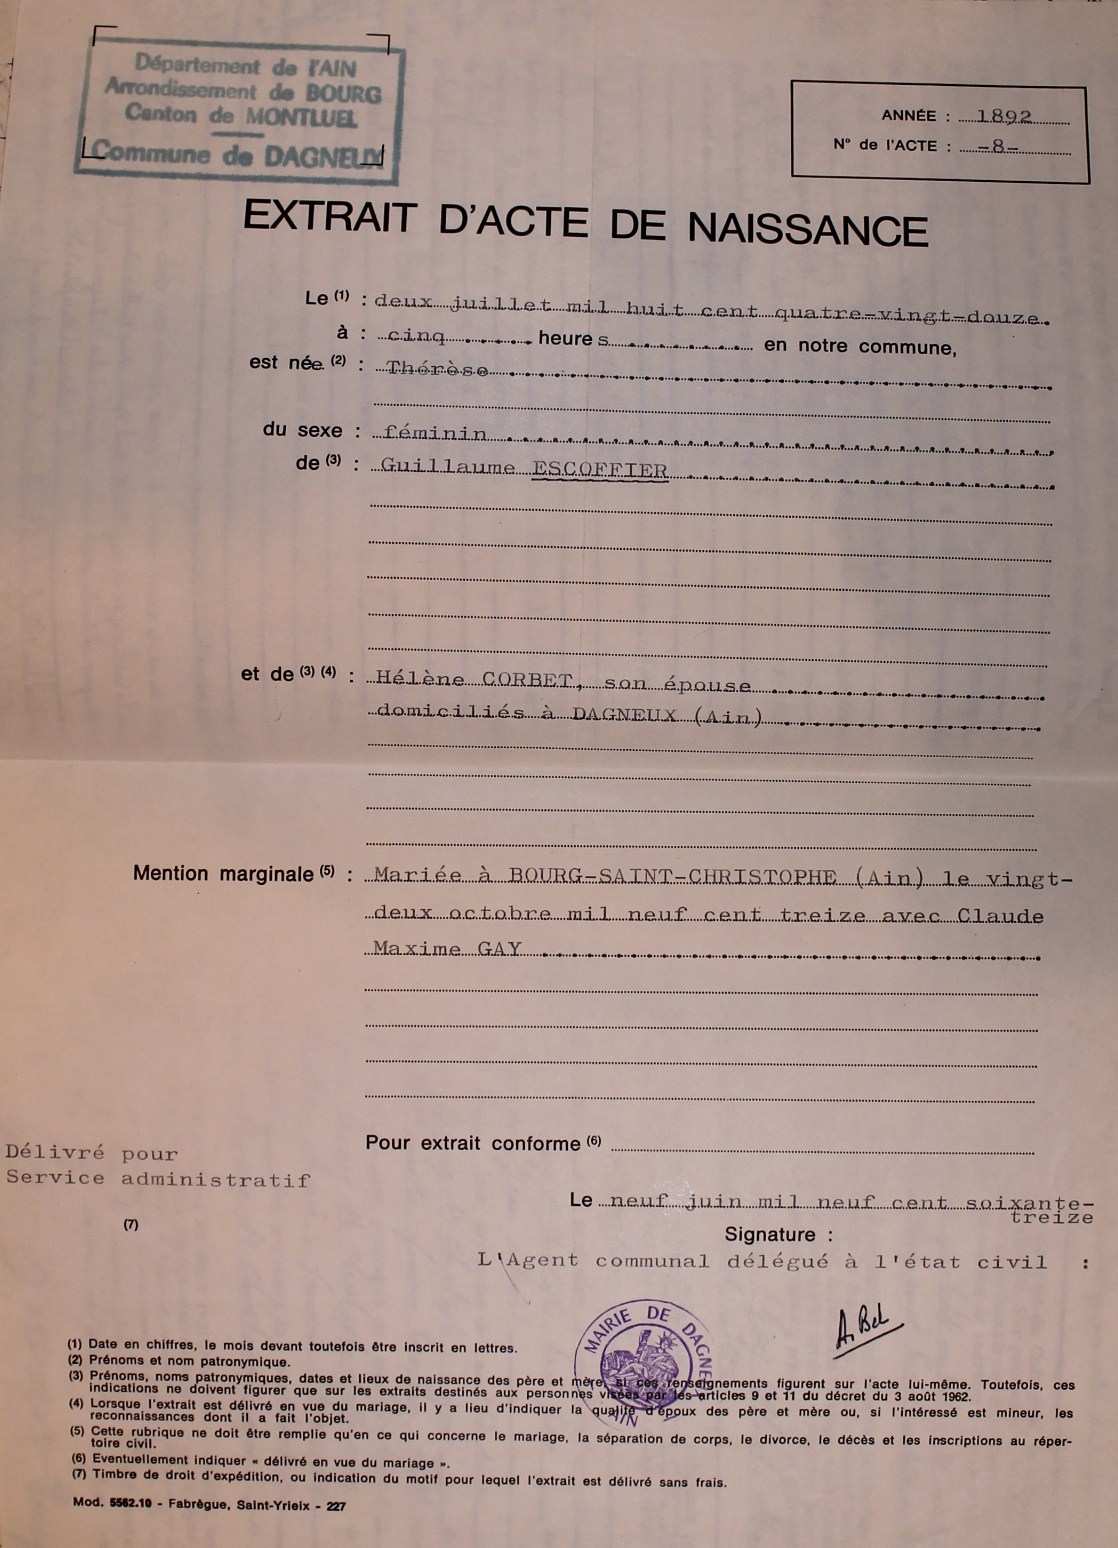 Département de l'AIN
Arrondissement de BOURG
Canton de MONTLUEL
Commune de DAGNEUX
ANNÉE : 1892
N° de l'ACTE : -8-
EXTRAIT D'ACTE DE NAISSANCE
Le (1) : deux juillet mil huit cent quatre-vingt-douze.
à : cinq heures en notre commune,
est née (2) : Thérèse
du sexe : féminin
de (3) : Guillaume ESCOFFIER
et de (3) (4) : Hélène CORBET, son épouse
domiciliés à DAGNEUX (Ain)
Mention marginale (5) : Mariée à BOURG-SAINT-CHRISTOPHE (Ain) le vingt-
deux octobre mil neuf cent treize avec Claude
Maxime GAY
Pour extrait conforme (6)
Délivré pour
Service administratif
(7)
Le neuf juin mil neuf cent soixante-
treize
Signature :
L'Agent communal délégué à l'état civil :
A. Bel
MAIRIE DE DAGNEUX
AIN
(1) Date en chiffres, le mois devant toutefois être inscrit en lettres.
(2) Prénoms et nom patronymique.
(3) Prénoms, noms patronymiques, dates et lieux de naissance des père et mère, si ces renseignements figurent sur l'acte lui-même. Toutefois, ces
indications ne doivent figurer que sur les extraits destinés aux personnes visées par les articles 9 et 11 du décret du 3 août 1962.
(4) Lorsque l'extrait est délivré en vue du mariage, il y a lieu d'indiquer la qualité d'époux des père et mère ou, si l'intéressé est mineur, les
reconnaissances dont il a fait l'objet.
(5) Cette rubrique ne doit être remplie qu'en ce qui concerne le mariage, la séparation de corps, le divorce, le décès et les inscriptions au réper-
toire civil.
(6) Eventuellement indiquer « délivré en vue du mariage ».
(7) Timbre de droit d'expédition, ou indication du motif pour lequel l'extrait est délivré sans frais.
Mod. 5562.10 - Fabrègue, Saint-Yrieix - 227